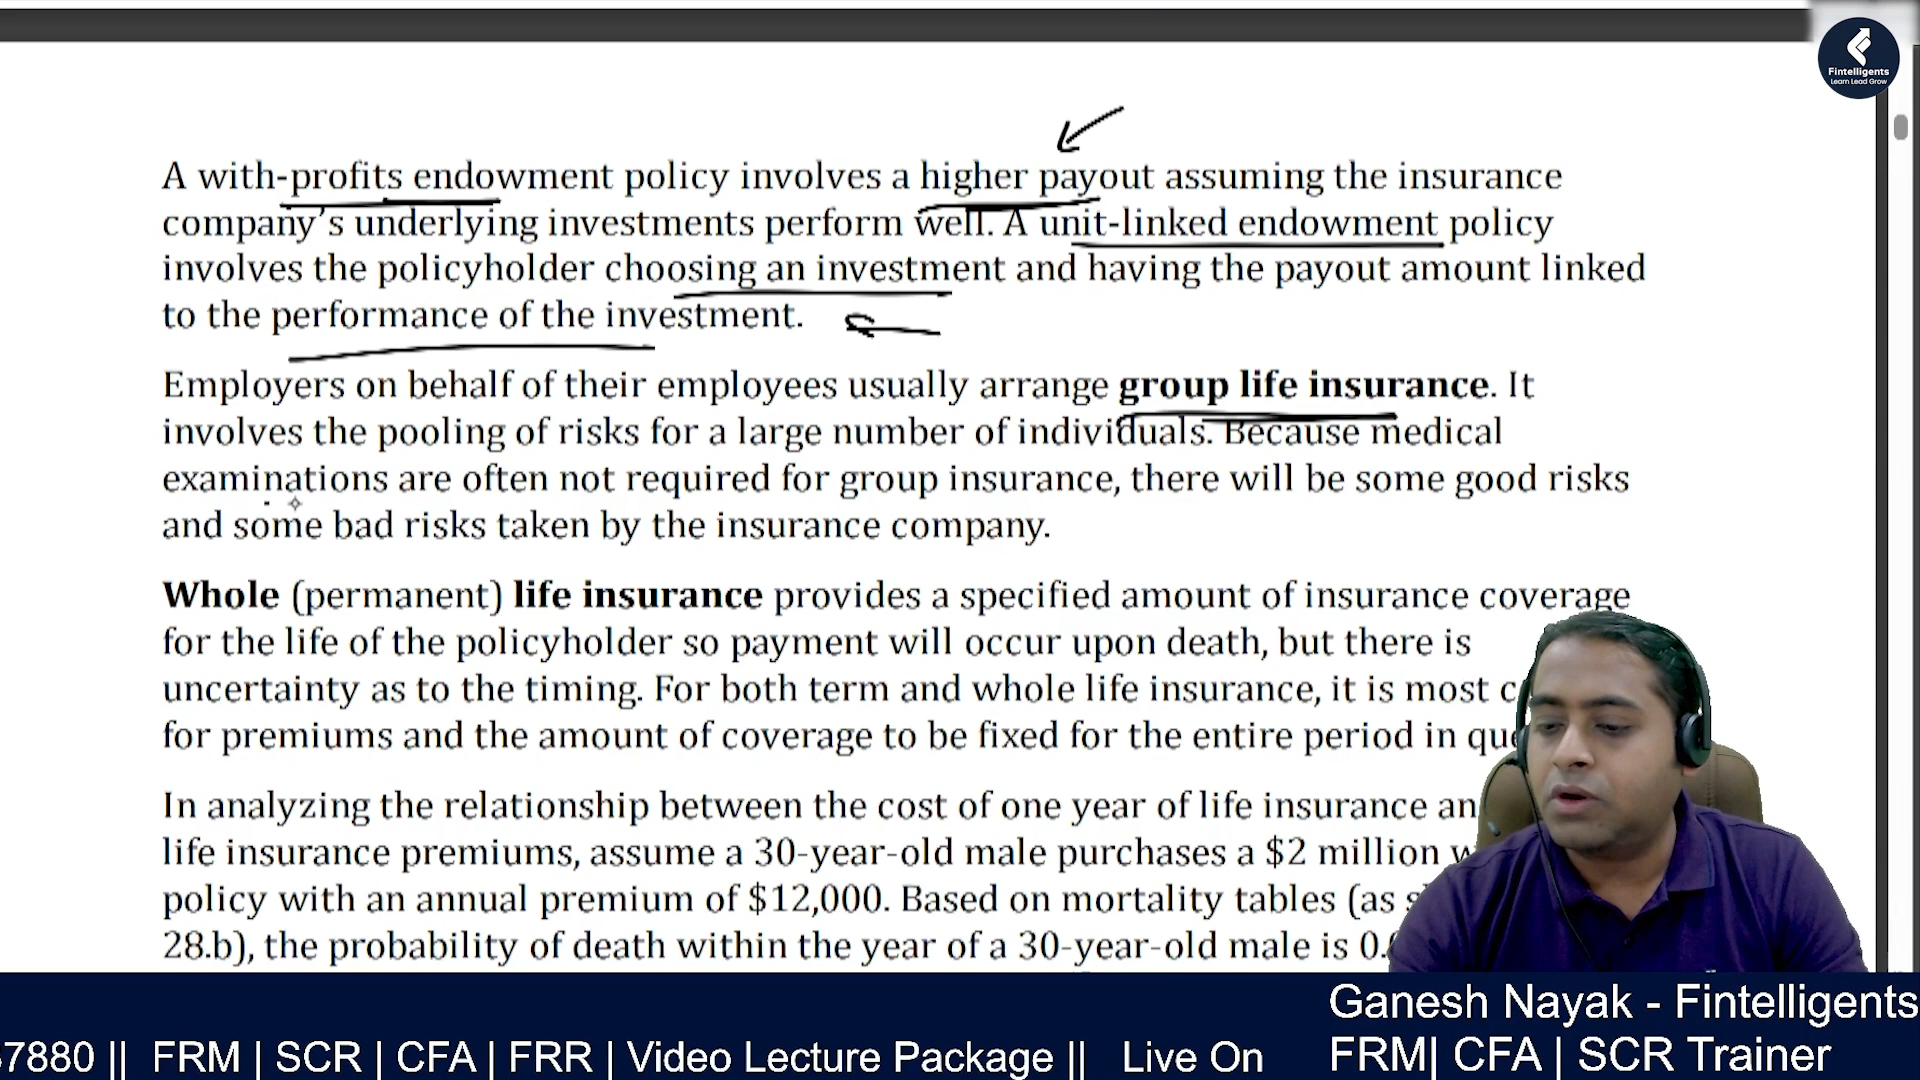 Fintelligents
Learn Lead Grow
A with-profits endowment policy involves a higher payout assuming the insurance
company's underlying investments perform well. A unit-linked endowment policy
involves the policyholder choosing an investment and having the payout amount linked
to the performance of the investment.
Employers on behalf of their employees usually arrange group life insurance. It
involves the pooling of risks for a large number of individuals. Because medical
examinations are often not required for group insurance, there will be some good risks
and some bad risks taken by the insurance company.
Whole (permanent) life insurance provides a specified amount of insurance coverage
for the life of the policyholder so payment will occur upon death, but there is
uncertainty as to the timing. For both term and whole life insurance, it is most
for premiums and the amount of coverage to be fixed for the entire period in
In analyzing the relationship between the cost of one year of life insurance
life insurance premiums, assume a 30-year-old male purchases a $2 million
policy with an annual premium of $12,000. Based on mortality tables (as
28.b), the probability of death within the year of a 30-year-old male is
Ganesh Nayak - Fintelligents
7880 || FRM | SCR | CFA | FRR | Video Lecture Package || Live On
FRM| CFA | SCR Trainer